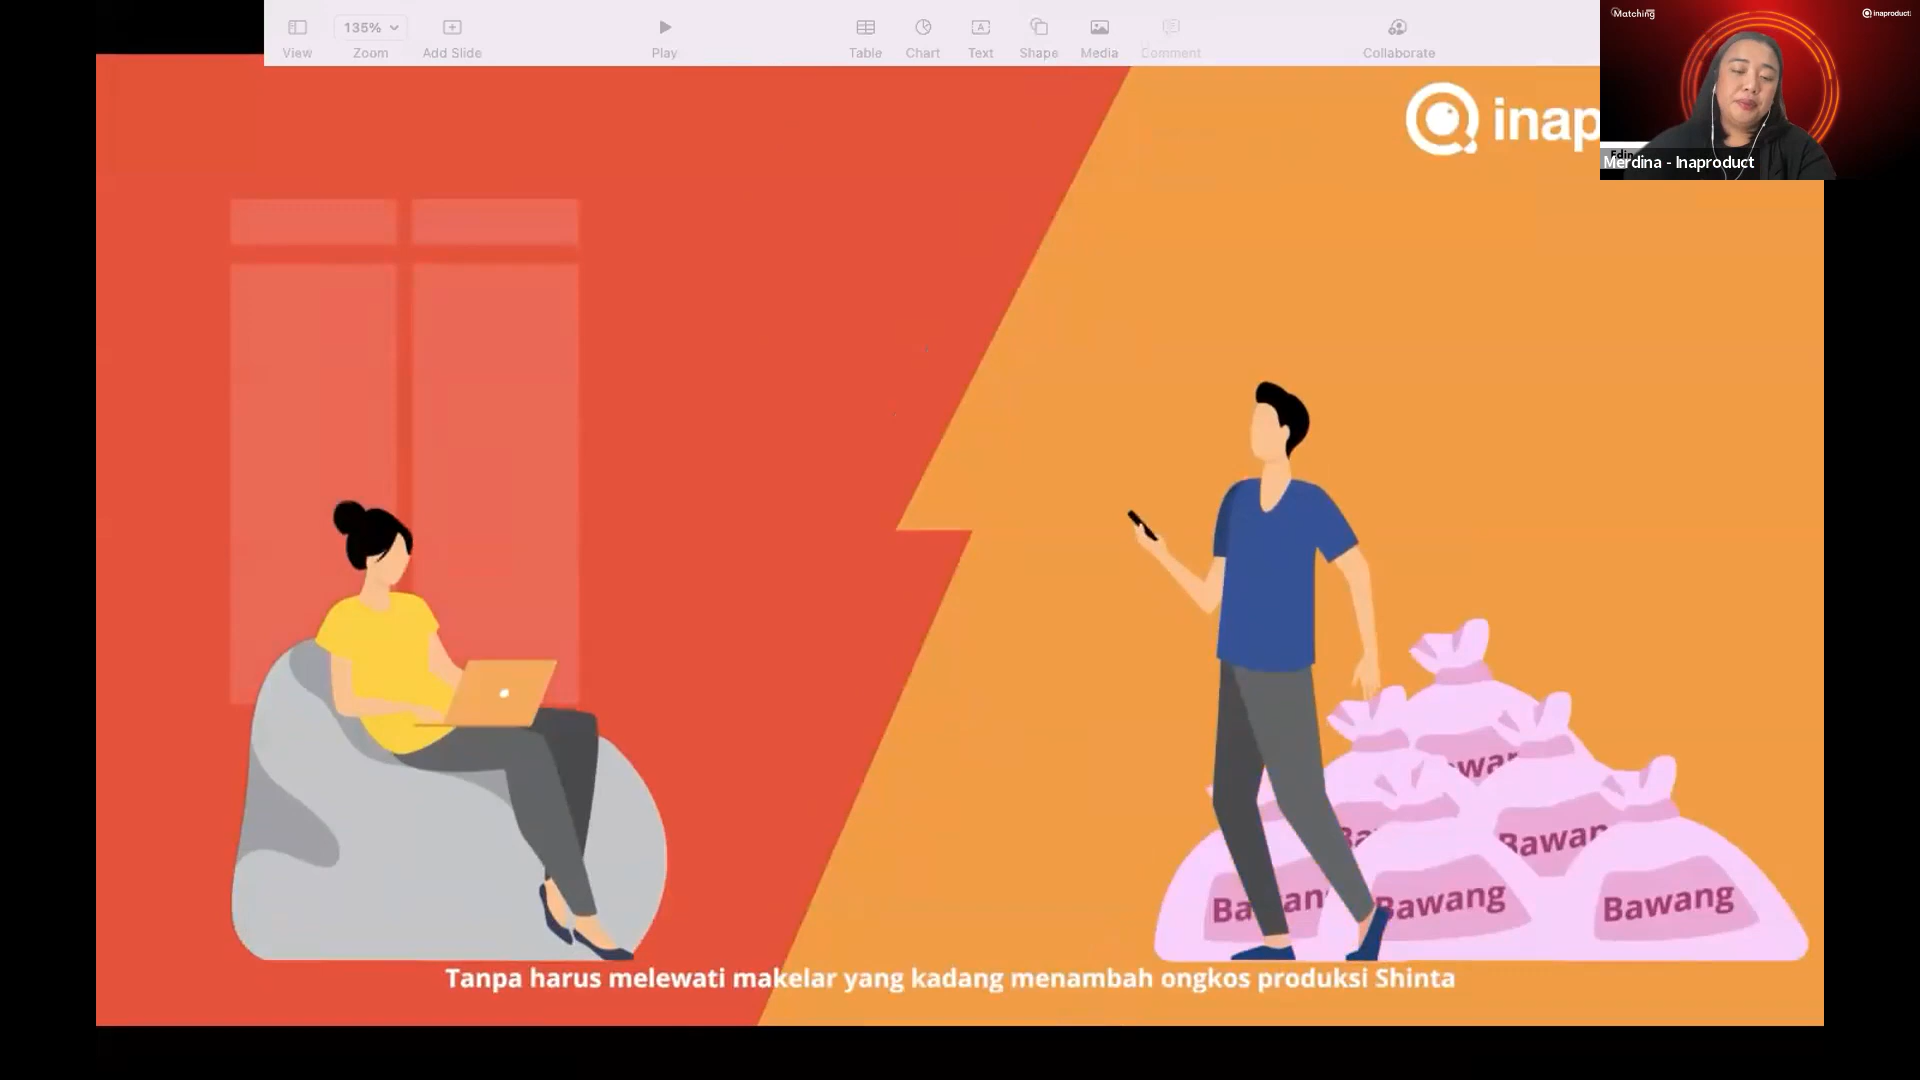 135%
View
Zoom
Add Slide
Play
Table
Chart
Text
Shape
Media
Comment
Collaborate
Matching
inaproduct
inap
Merdina - Inaproduct
Bawang
Bawang
Tanpa harus melewati makelar yang kadang menambah ongkos produksi Shinta